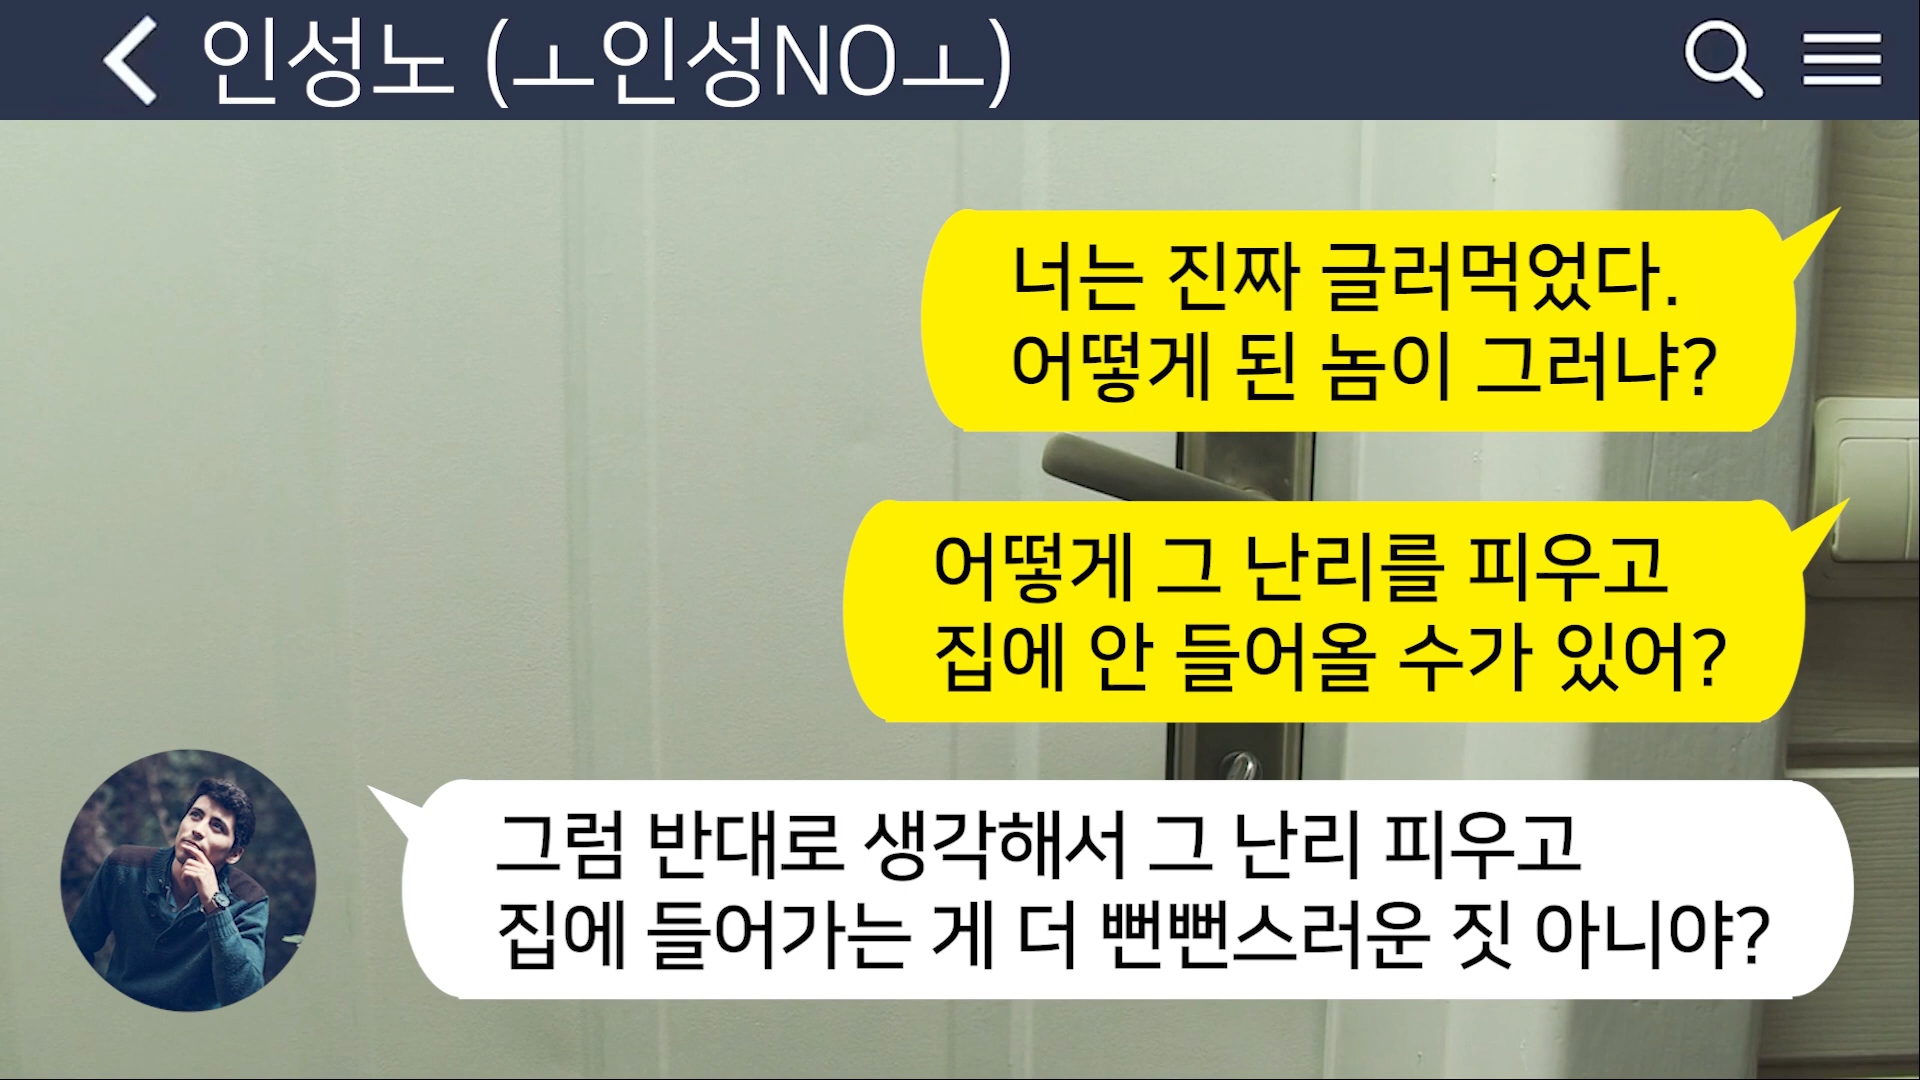 인성노 (ㅗ인성NOㅗ)
너는 진짜 글러먹었다.
어떻게 된 놈이 그러냐?
어떻게 그 난리를 피우고
집에 안 들어올 수가 있어?
그럼 반대로 생각해서 그 난리 피우고
집에 들어가는 게 더 뻔뻔스러운 짓 아니야?